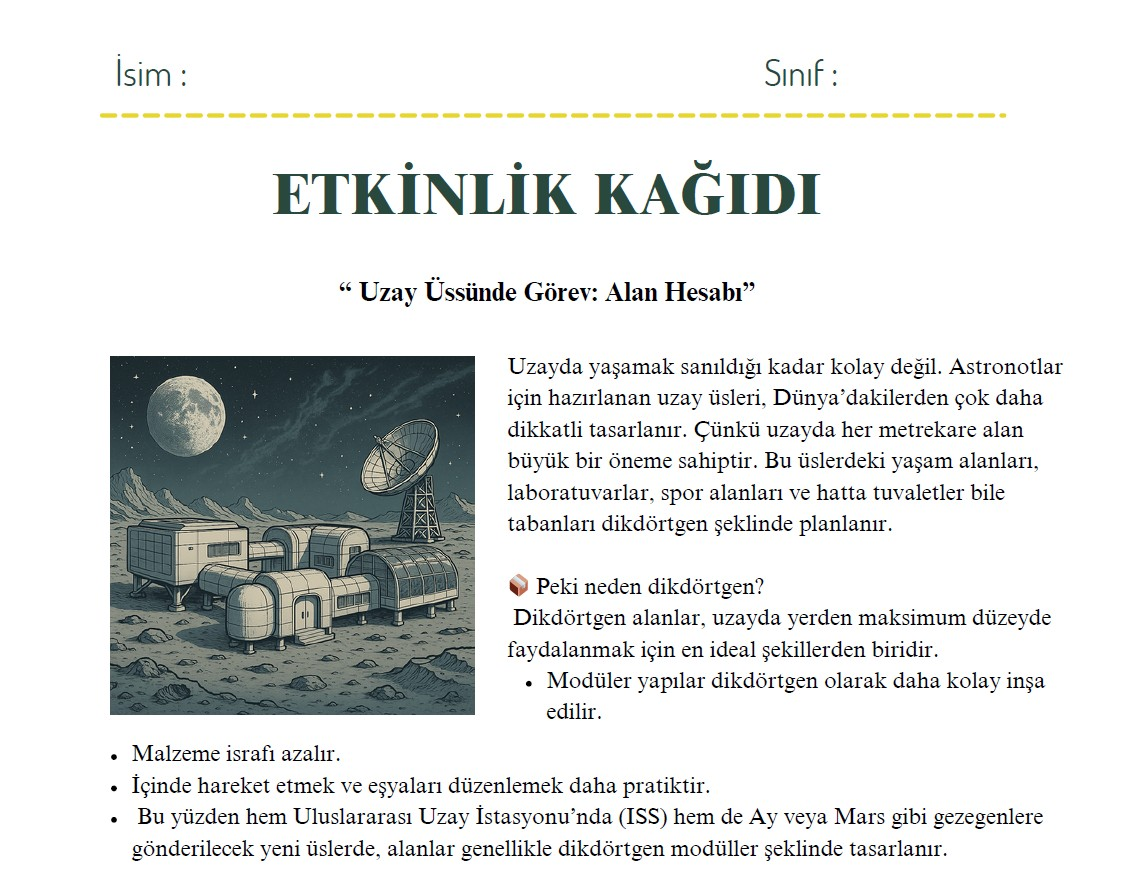 İsim :
Sınıf :
ETKİNLİK KAĞIDI
“ Uzay Üssünde Görev: Alan Hesabı”
Uzayda yaşamak sanıldığı kadar kolay değil. Astronotlar
için hazırlanan uzay üsleri, Dünya’dakilerden çok daha
dikkatli tasarlanır. Çünkü uzayda her metrekare alan
büyük bir öneme sahiptir. Bu üslerdeki yaşam alanları,
laboratuvarlar, spor alanları ve hatta tuvaletler bile
tabanları dikdörtgen şeklinde planlanır.
Peki neden dikdörtgen?
Dikdörtgen alanlar, uzayda yerden maksimum düzeyde
faydalanmak için en ideal şekillerden biridir.
• Modüler yapılar dikdörtgen olarak daha kolay inşa
edilir.
• Malzeme israfı azalır.
• İçinde hareket etmek ve eşyaları düzenlemek daha pratiktir.
• Bu yüzden hem Uluslararası Uzay İstasyonu’nda (ISS) hem de Ay veya Mars gibi gezegenlere
gönderilecek yeni üslerde, alanlar genellikle dikdörtgen modüller şeklinde tasarlanır.